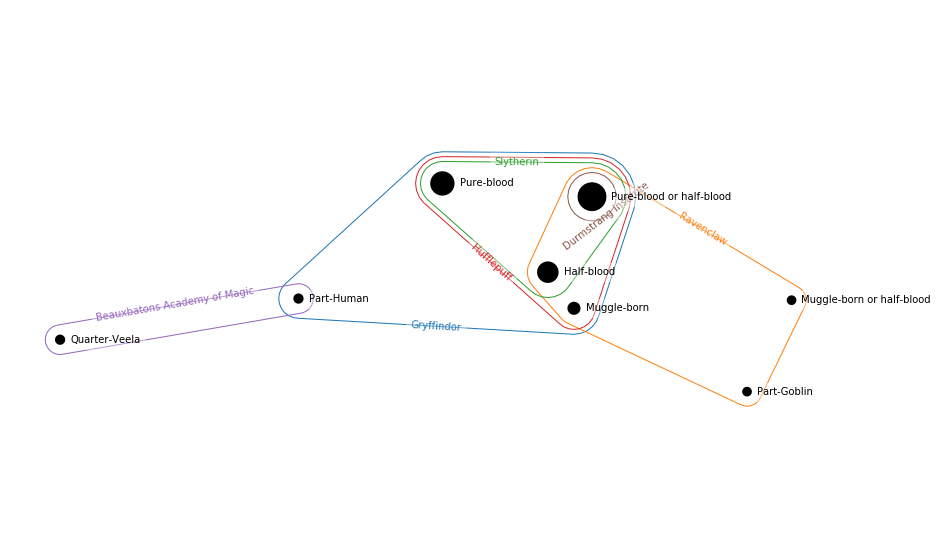 Slytherin
Pure-blood
Pure-blood or half-blood
Durmstrang Institute
Ravenclaw
Hufflepuff
Half-blood
Beauxbatons Academy of Magic
Part-Human
Muggle-born
Muggle-born or half-blood
Gryffindor
Quarter-Veela
Part-Goblin